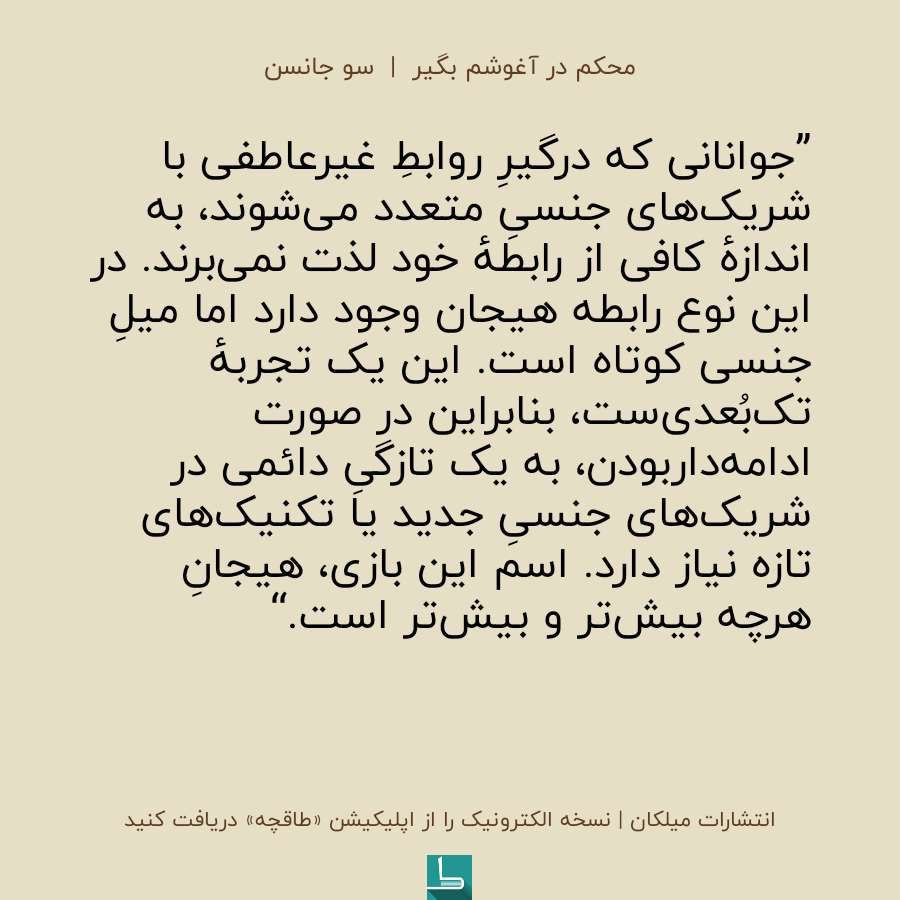 محکم در آغوشم بگیر | سو جانسن
”جوانانی که درگیرِ روابطِ غیرعاطفی با
شریک‌های جنسیِ متعدد می‌شوند، به
اندازهٔ کافی از رابطهٔ خود لذت نمی‌برند. در
این نوع رابطه هیجان وجود دارد اما میلِ
جنسی کوتاه است. این یک تجربهٔ
تک‌بُعدی‌ست، بنابراین در صورت
ادامه‌داربودن، به یک تازگیِ دائمی در
شریک‌های جنسیِ جدید یا تکنیک‌های
تازه نیاز دارد. اسم این بازی، هیجانِ
هرچه بیش‌تر و بیش‌تر است.“
انتشارات میلکان | نسخه الکترونیک را از اپلیکیشن «طاقچه» دریافت کنید